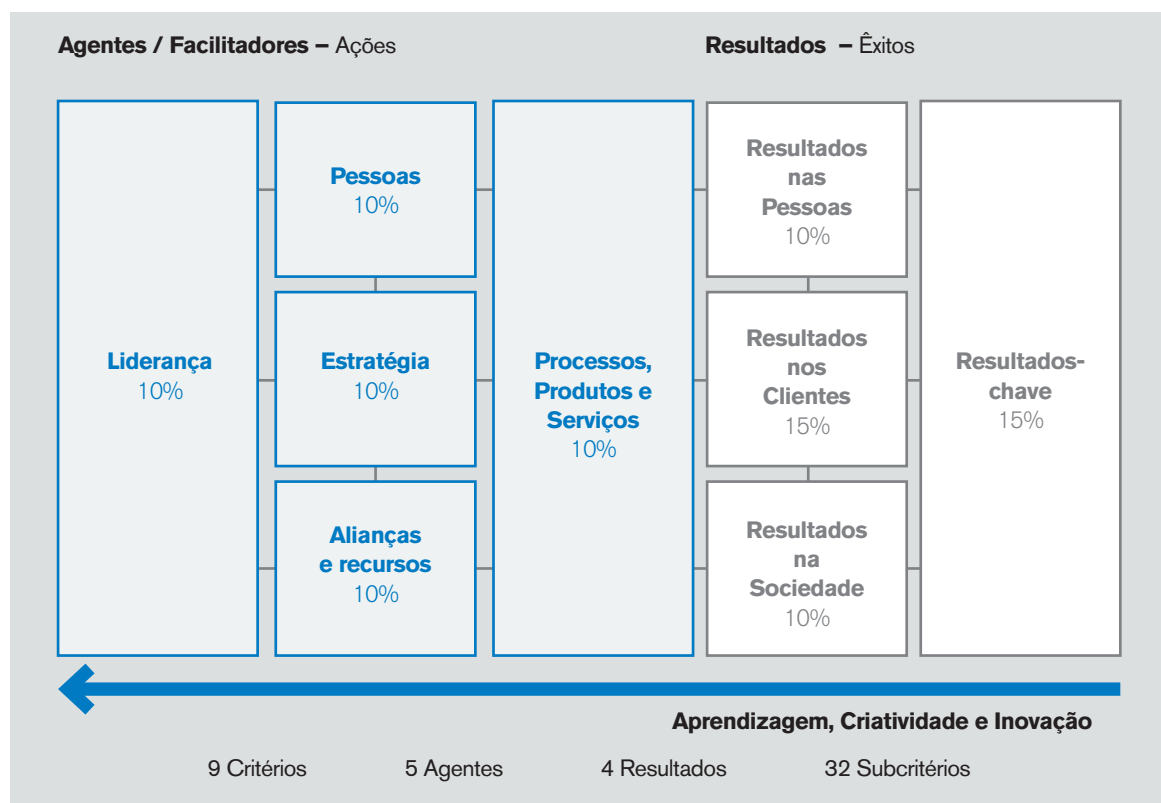 Agentes / Facilitadores – Ações
Resultados – Êxitos
Liderança
10%
Pessoas
10%
Estratégia
10%
Alianças
e recursos
10%
Processos,
Produtos e
Serviços
10%
Resultados
nas
Pessoas
10%
Resultados
nos
Clientes
15%
Resultados
na
Sociedade
10%
Resultados-
chave
15%
Aprendizagem, Criatividade e Inovação
9 Critérios
5 Agentes
4 Resultados
32 Subcritérios